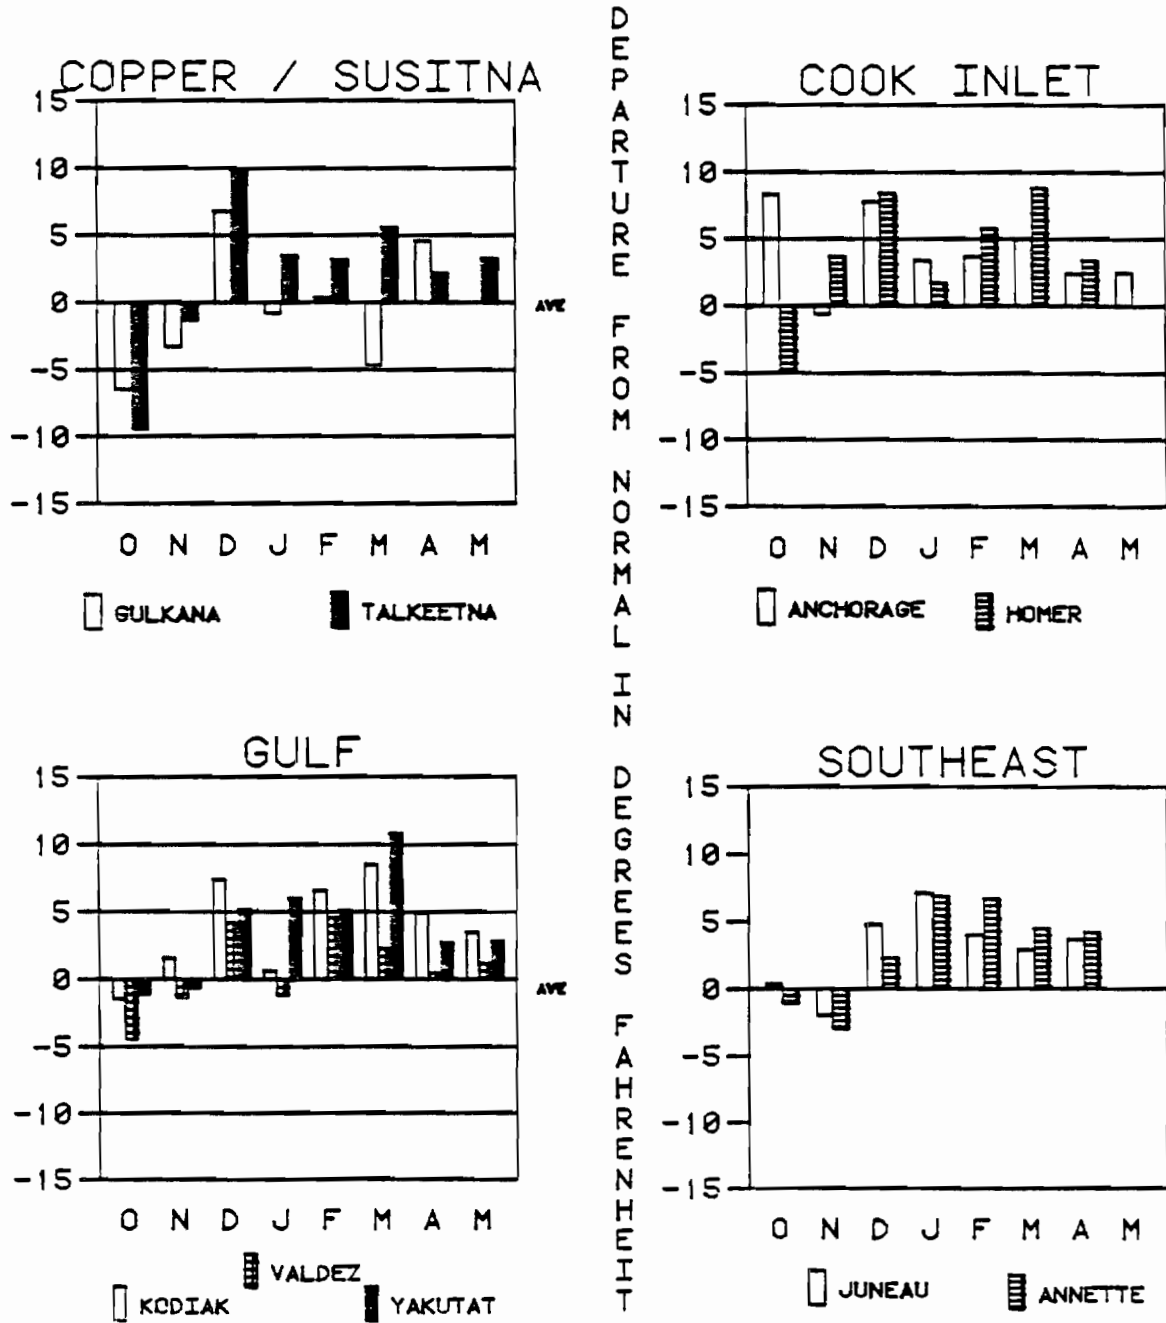 COPPER / SUSITNA
15
10
5
0
-5
-10
-15
AVE
O N D J F M A M
GULKANA TALKEETNA
DEPARTURE FROM NORMAL IN DEGREES FAHRENHEIT
COOK INLET
15
10
5
0
-5
-10
-15
O N D J F M A M
ANCHORAGE HOMER
GULF
15
10
5
0
-5
-10
-15
AVE
O N D J F M A M
VALDEZ
KODIAK YAKUTAT
SOUTHEAST
15
10
5
0
-5
-10
-15
O N D J F M A M
JUNEAU ANNETTE